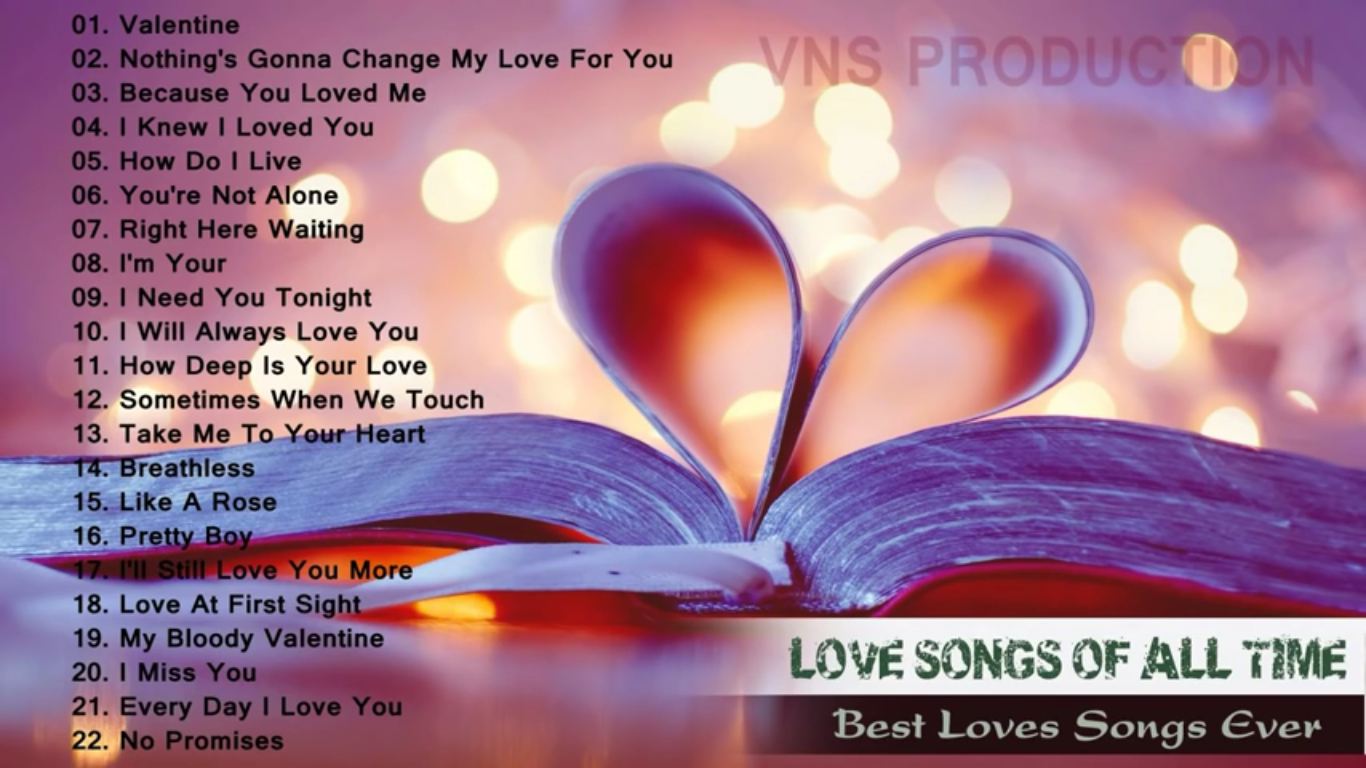 01. Valentine
02. Nothing's Gonna Change My Love For You
03. Because You Loved Me
04. I Knew I Loved You
05. How Do I Live
06. You're Not Alone
07. Right Here Waiting
08. I'm Your
09. I Need You Tonight
10. I Will Always Love You
11. How Deep Is Your Love
12. Sometimes When We Touch
13. Take Me To Your Heart
14. Breathless
15. Like A Rose
16. Pretty Boy
17. I'll Still Love You More
18. Love At First Sight
19. My Bloody Valentine
20. I Miss You
21. Every Day I Love You
22. No Promises
VNS PRODUCTION
LOVE SONGS OF ALL TIME
Best Loves Songs Ever